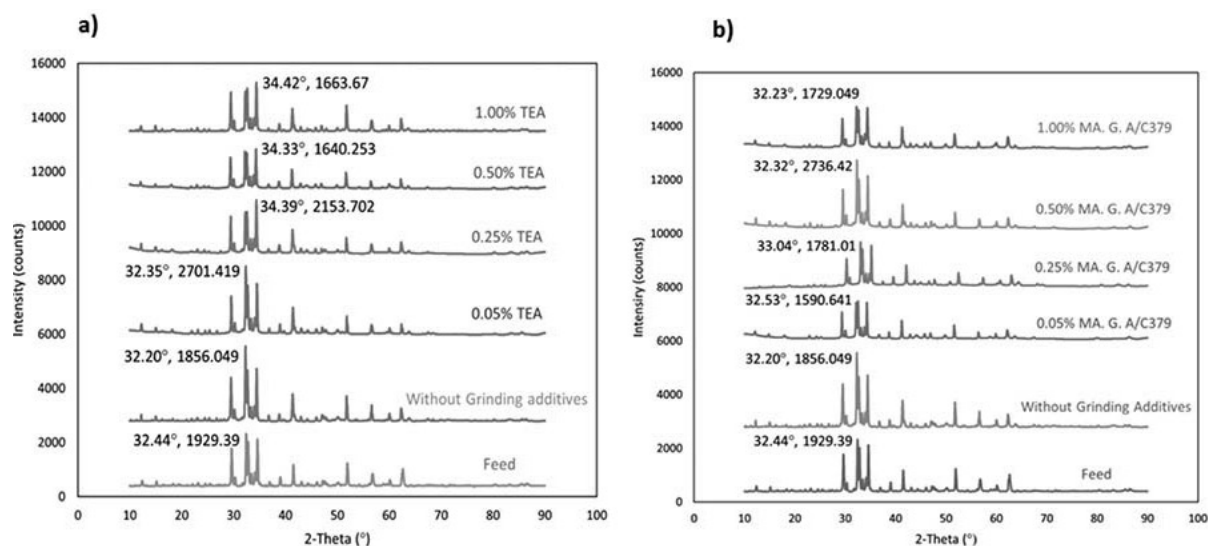 a)
16000
14000
12000
10000
8000
6000
4000
2000
0
Intensity (counts)
34.42°, 1663.67
1.00% TEA
34.33°, 1640.253
0.50% TEA
34.39°, 2153.702
0.25% TEA
32.35°, 2701.419
0.05% TEA
32.20°, 1856.049
Without Grinding additives
32.44°, 1929.39
Feed
0 10 20 30 40 50 60 70 80 90 100
2-Theta (°)
b)
16000
14000
12000
10000
8000
6000
4000
2000
0
Intensiry (counts)
32.23°, 1729.049
1.00% MA. G. A/C379
32.32°, 2736.42
0.50% MA. G. A/C379
33.04°, 1781.01
0.25% MA. G. A/C379
32.53°, 1590.641
0.05% MA. G. A/C379
32.20°, 1856.049
Without Grinding Additives
32.44°, 1929.39
Feed
0 10 20 30 40 50 60 70 80 90 100
2-Theta (°)